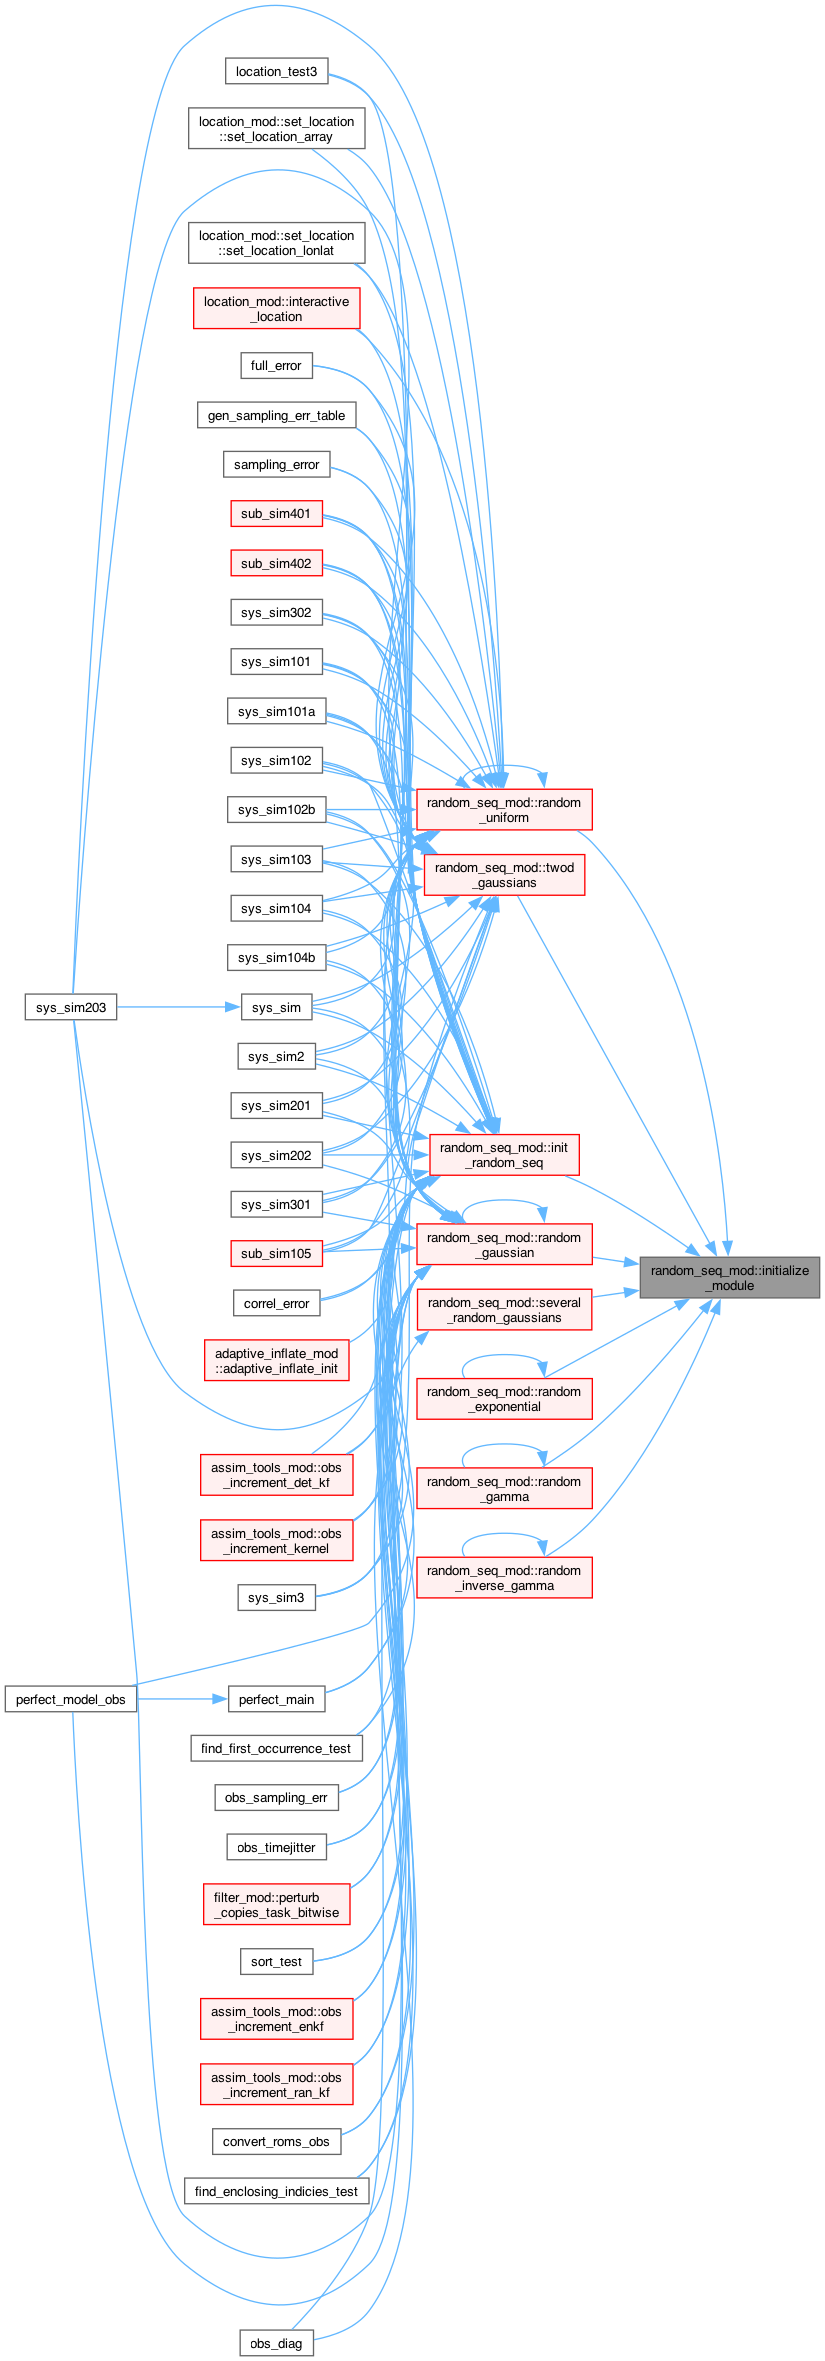 location_test3
location_mod::set_location
::set_location_array
location_mod::set_location
::set_location_lonlat
location_mod::interactive
_location
full_error
gen_sampling_err_table
sampling_error
sub_sim401
sub_sim402
sys_sim302
sys_sim101
sys_sim101a
sys_sim102
sys_sim102b
sys_sim103
sys_sim104
sys_sim104b
sys_sim203
sys_sim
sys_sim2
sys_sim201
sys_sim202
sys_sim301
sub_sim105
correl_error
adaptive_inflate_mod
::adaptive_inflate_init
assim_tools_mod::obs
_increment_det_kf
assim_tools_mod::obs
_increment_kernel
sys_sim3
perfect_model_obs
perfect_main
find_first_occurrence_test
obs_sampling_err
obs_timejitter
filter_mod::perturb
_copies_task_bitwise
sort_test
assim_tools_mod::obs
_increment_enkf
assim_tools_mod::obs
_increment_ran_kf
convert_roms_obs
find_enclosing_indicies_test
obs_diag
random_seq_mod::random
_uniform
random_seq_mod::twod
_gaussians
random_seq_mod::init
_random_seq
random_seq_mod::random
_gaussian
random_seq_mod::several
_random_gaussians
random_seq_mod::random
_exponential
random_seq_mod::random
_gamma
random_seq_mod::random
_inverse_gamma
random_seq_mod::initialize
_module